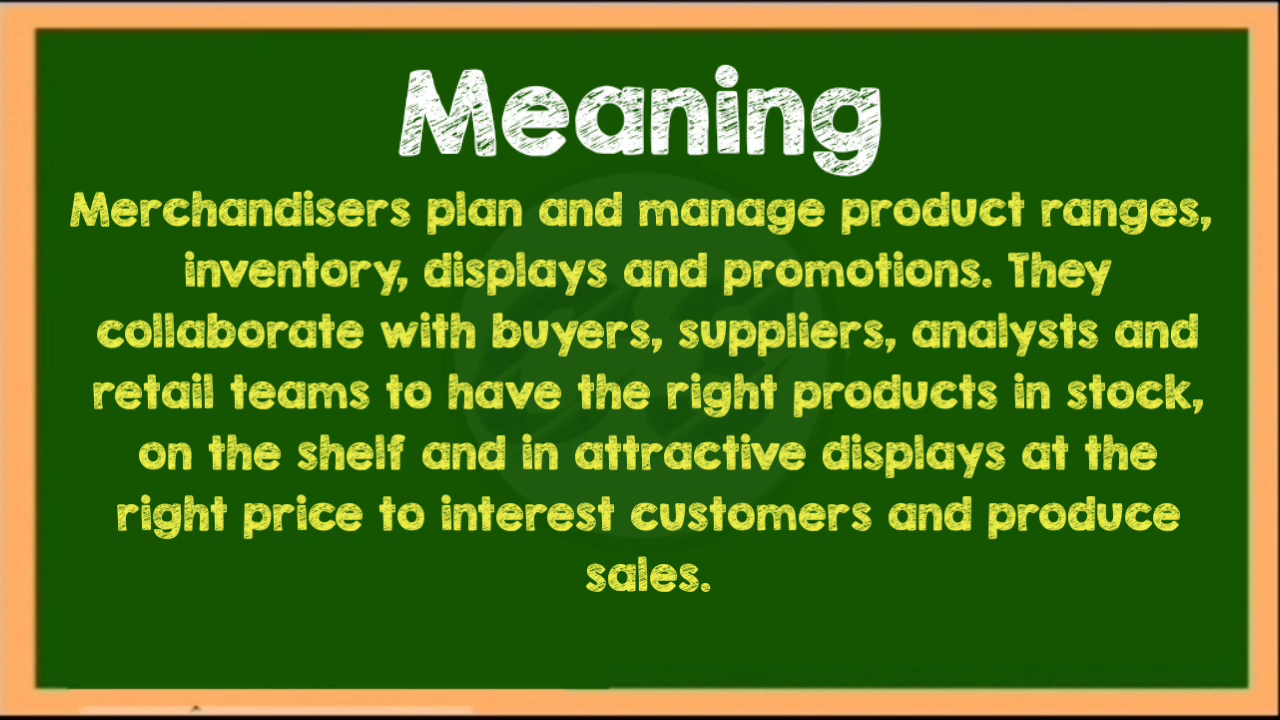 Meaning
Merchandisers plan and manage product ranges,
inventory, displays and promotions. They
collaborate with buyers, suppliers, analysts and
retail teams to have the right products in stock,
on the shelf and in attractive displays at the
right price to interest customers and produce
sales.